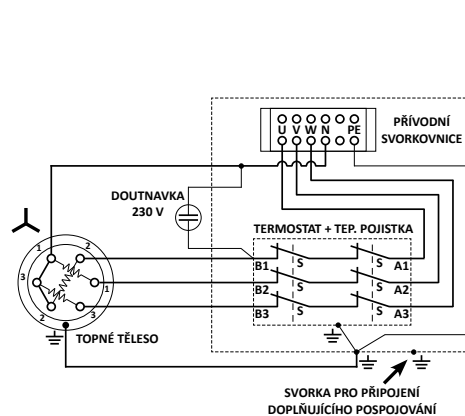 U V W N PE
PŘÍVODNÍ
SVORKOVNICE
DOUTNAVKA
230 V
TERMOSTAT + TEP. POJISTKA
B1 S S A1
B2 S S A2
B3 S S A3
1 2
3 1
2 3
TOPNÉ TĚLESO
SVORKA PRO PŘIPOJENÍ
DOPLŇUJÍCÍHO POSPOJOVÁNÍ